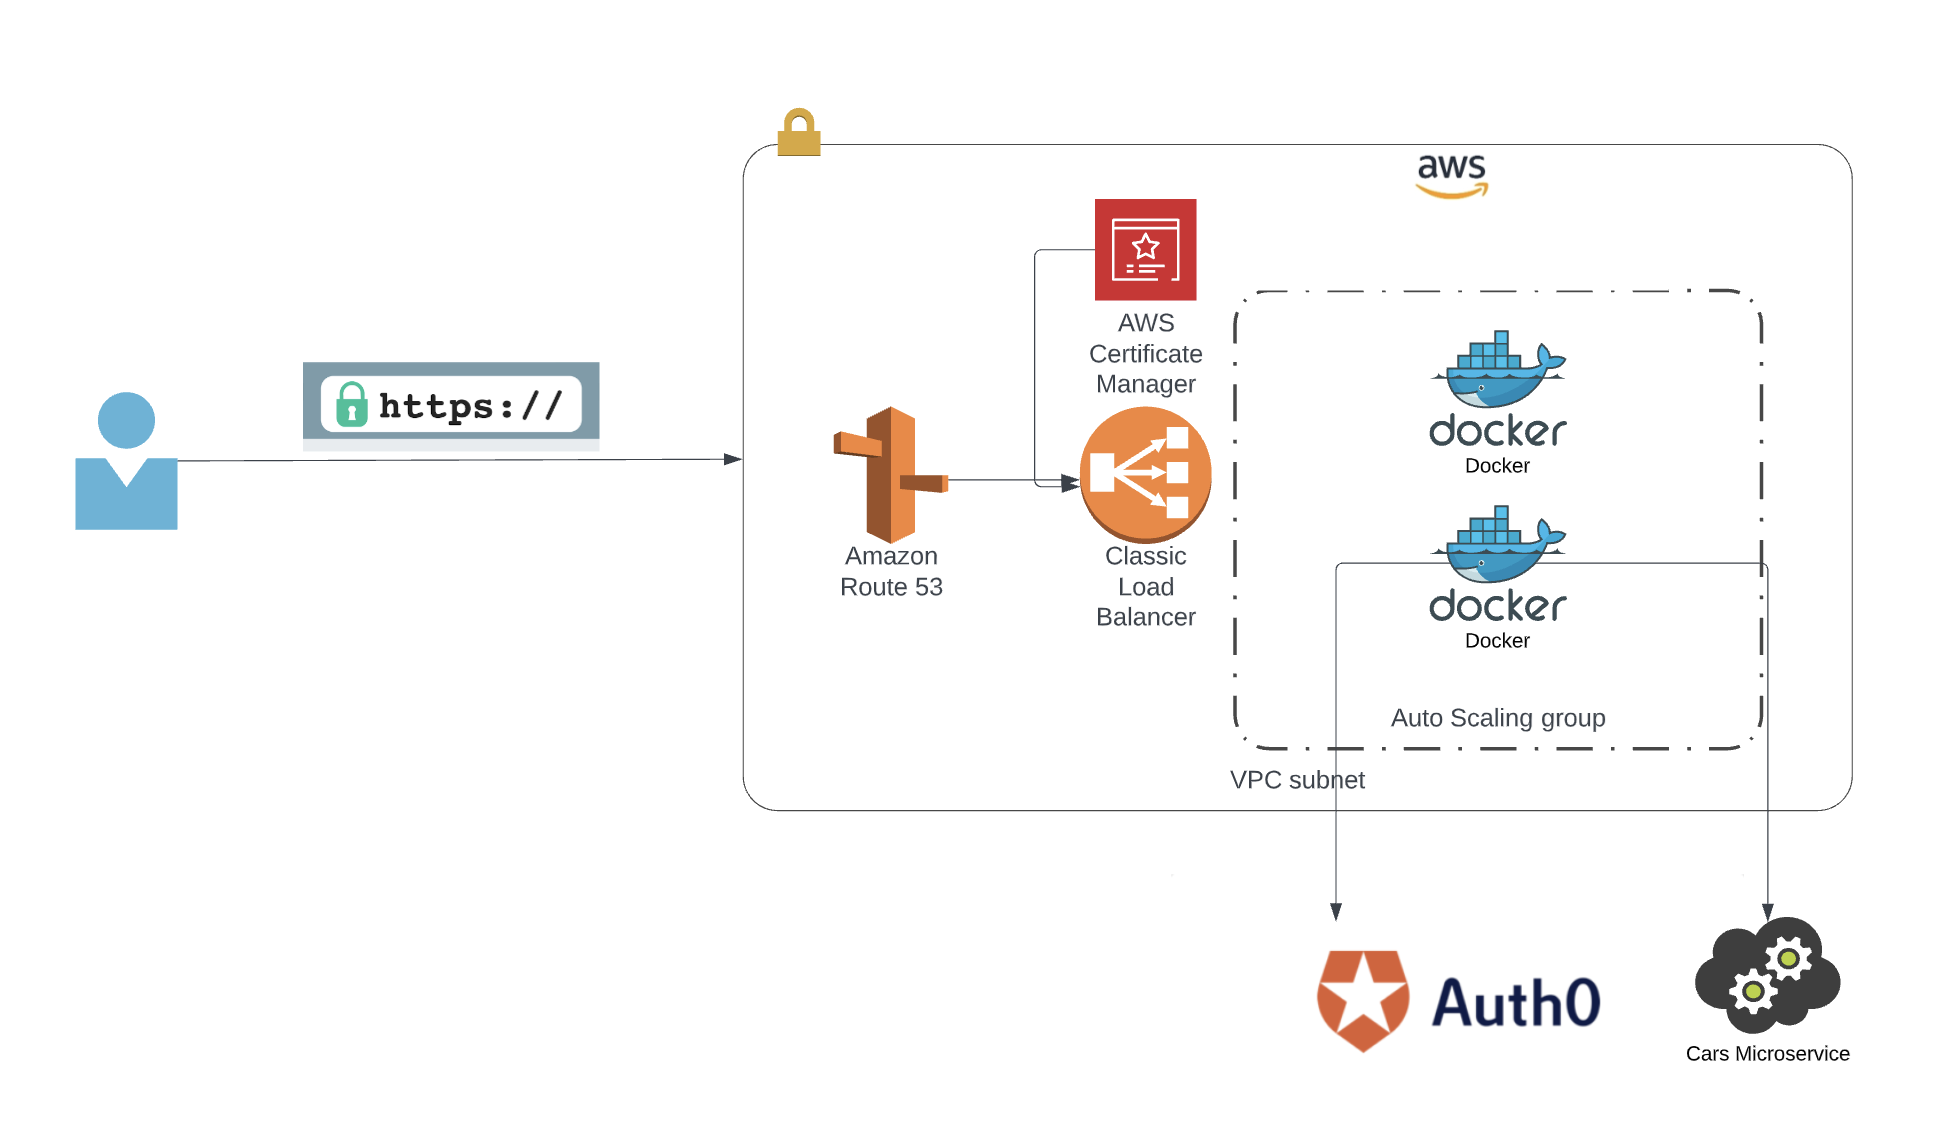 aws
https://
AWS
Certificate
Manager
Amazon
Route 53
Classic
Load
Balancer
docker
Docker
docker
Docker
Auto Scaling group
VPC subnet
Auth0
Cars Microservice